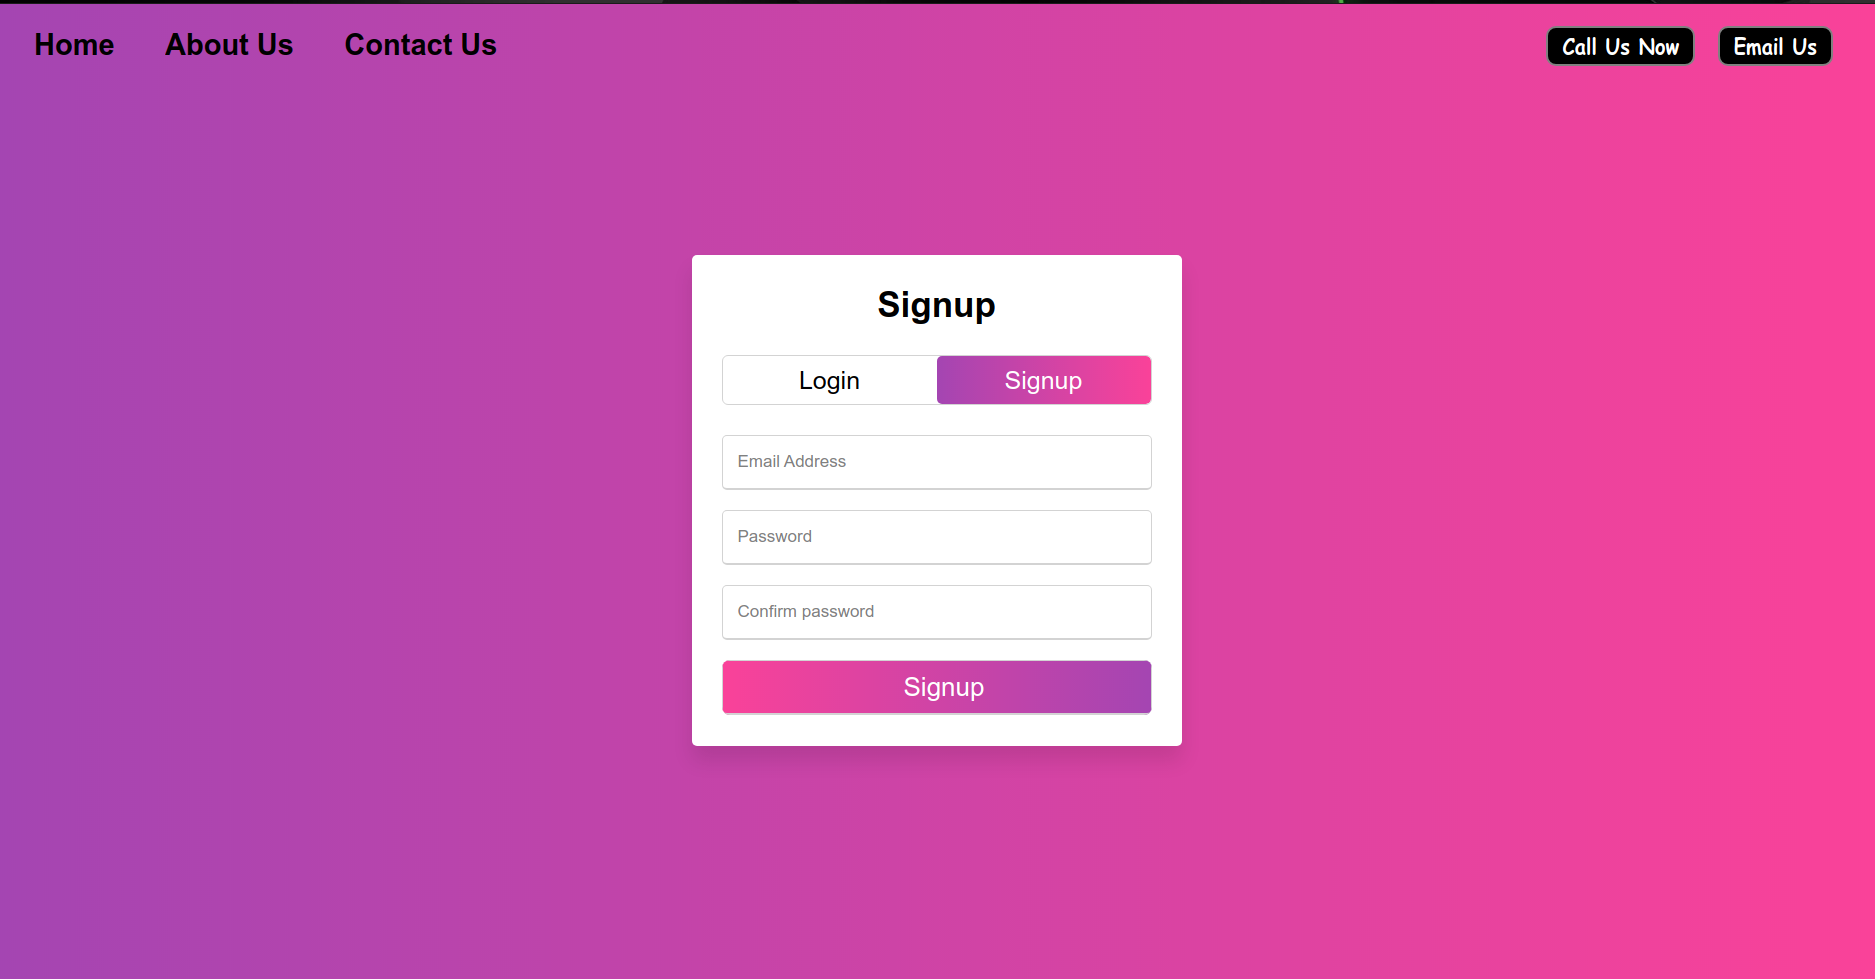 Home About Us Contact Us Call Us Now Email Us
Signup
Login Signup
Email Address
Password
Confirm password
Signup